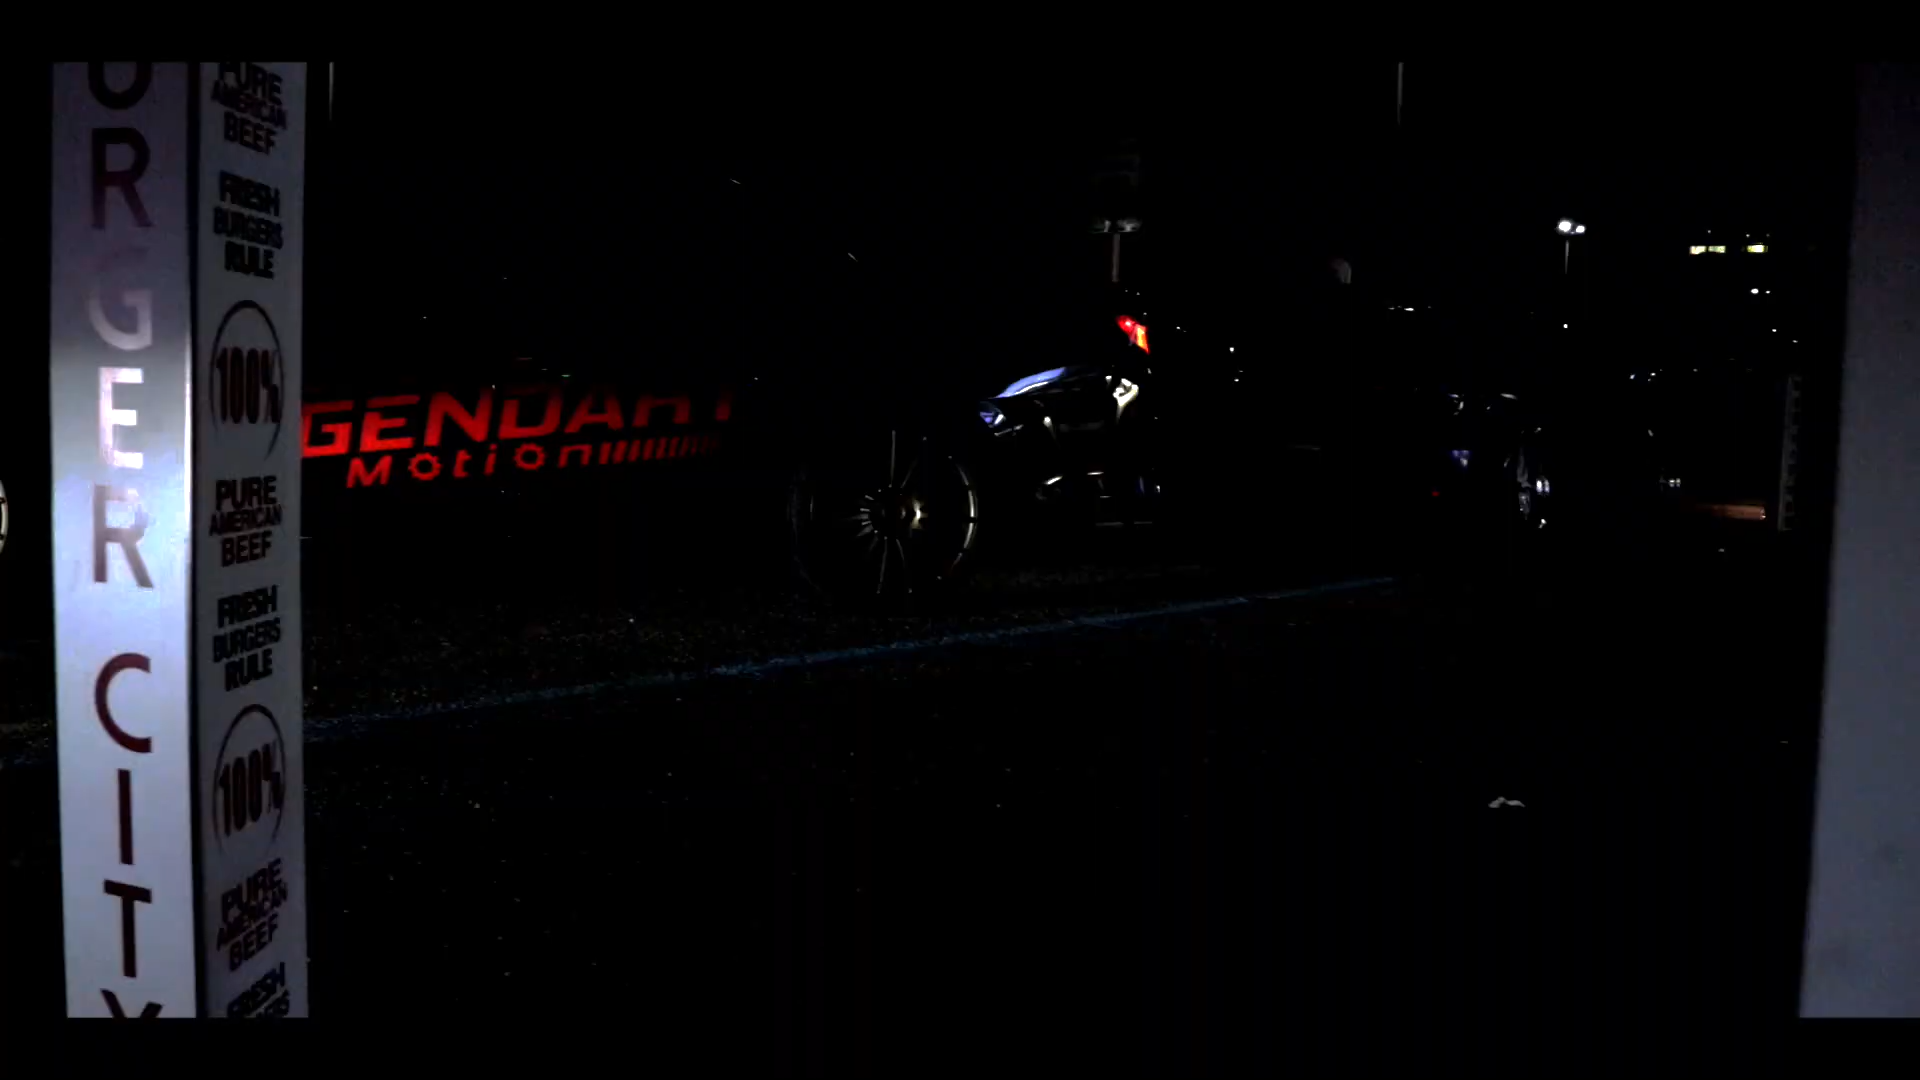 URGER CITY
PURE
AMERICAN
BEEF
FRESH
BURGERS
RULE
100%
PURE
AMERICAN
BEEF
FRESH
BURGERS
RULE
100%
PURE
AMERICAN
BEEF
FRESH
GENDARY
Motion